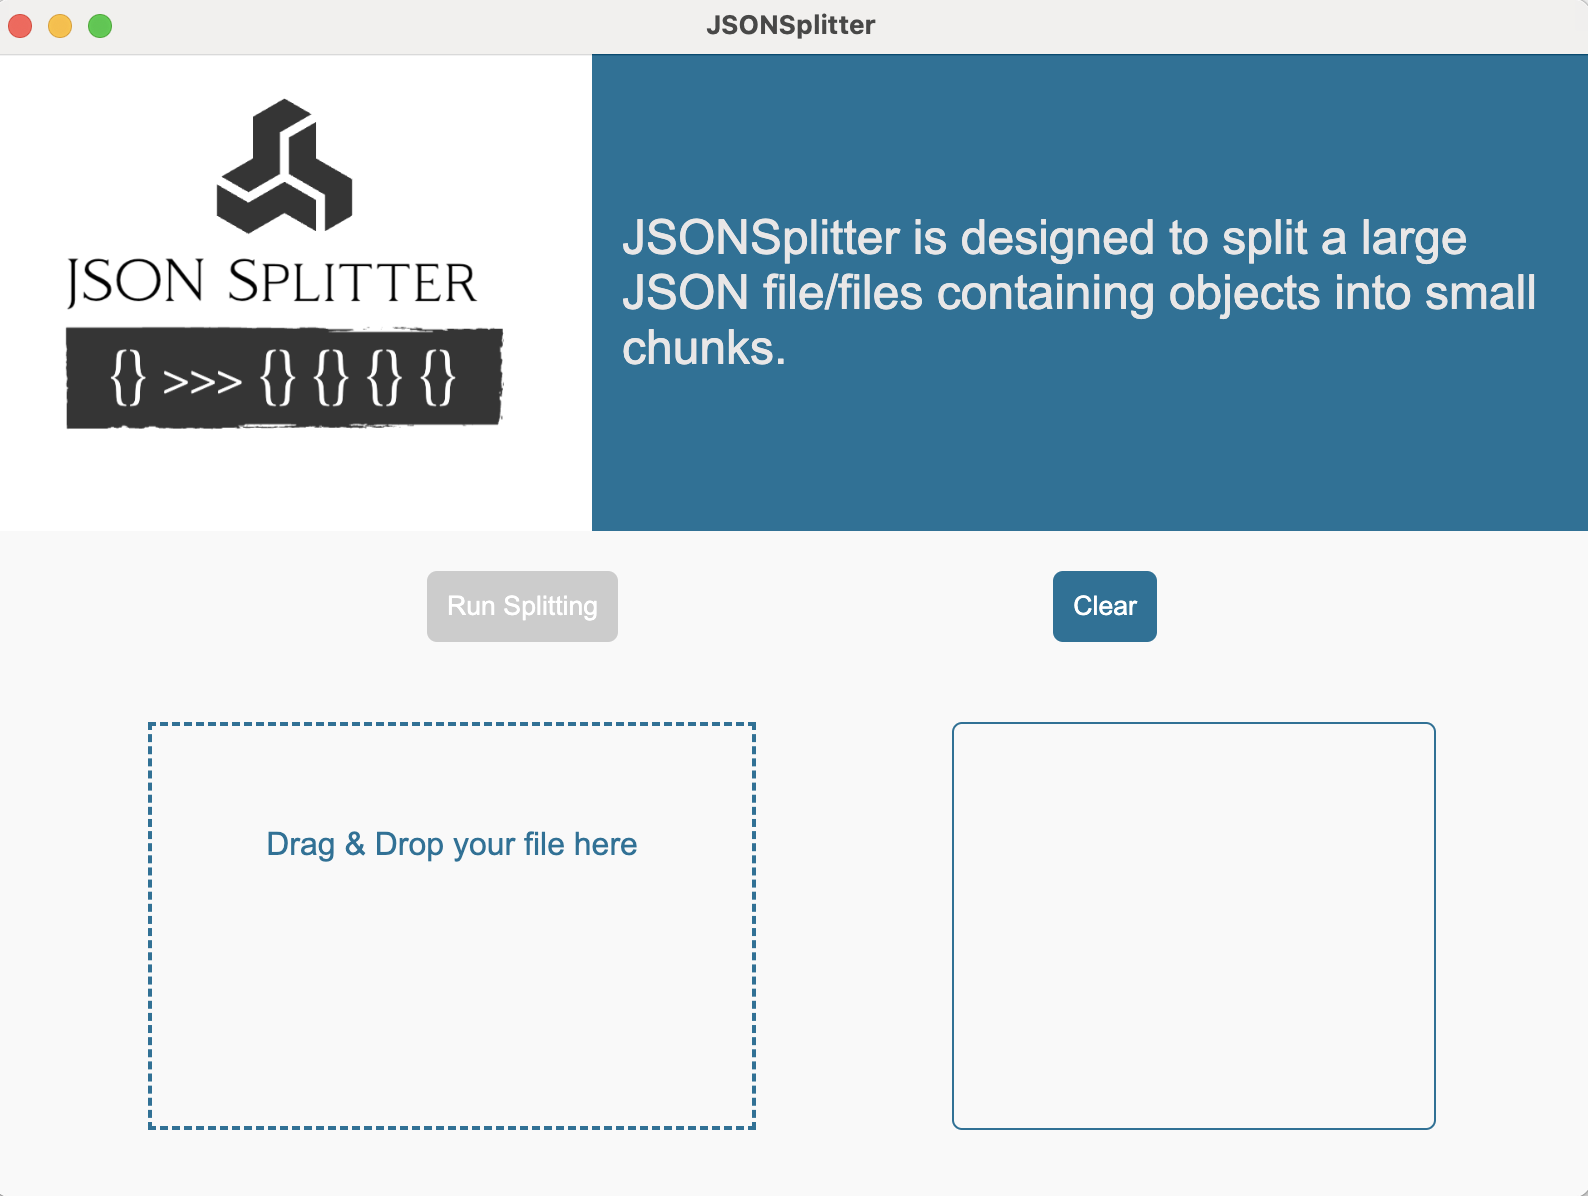 JSONSplitter
JSON SPLITTER
{} >>> {} {} {} {}
JSONSplitter is designed to split a large
JSON file/files containing objects into small
chunks.
Run Splitting
Clear
Drag & Drop your file here